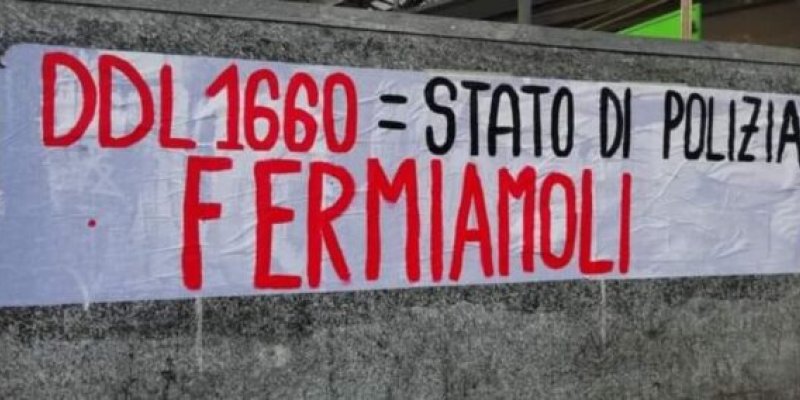 DDL 1660 = STATO DI POLIZIA
FERMIAMOLI